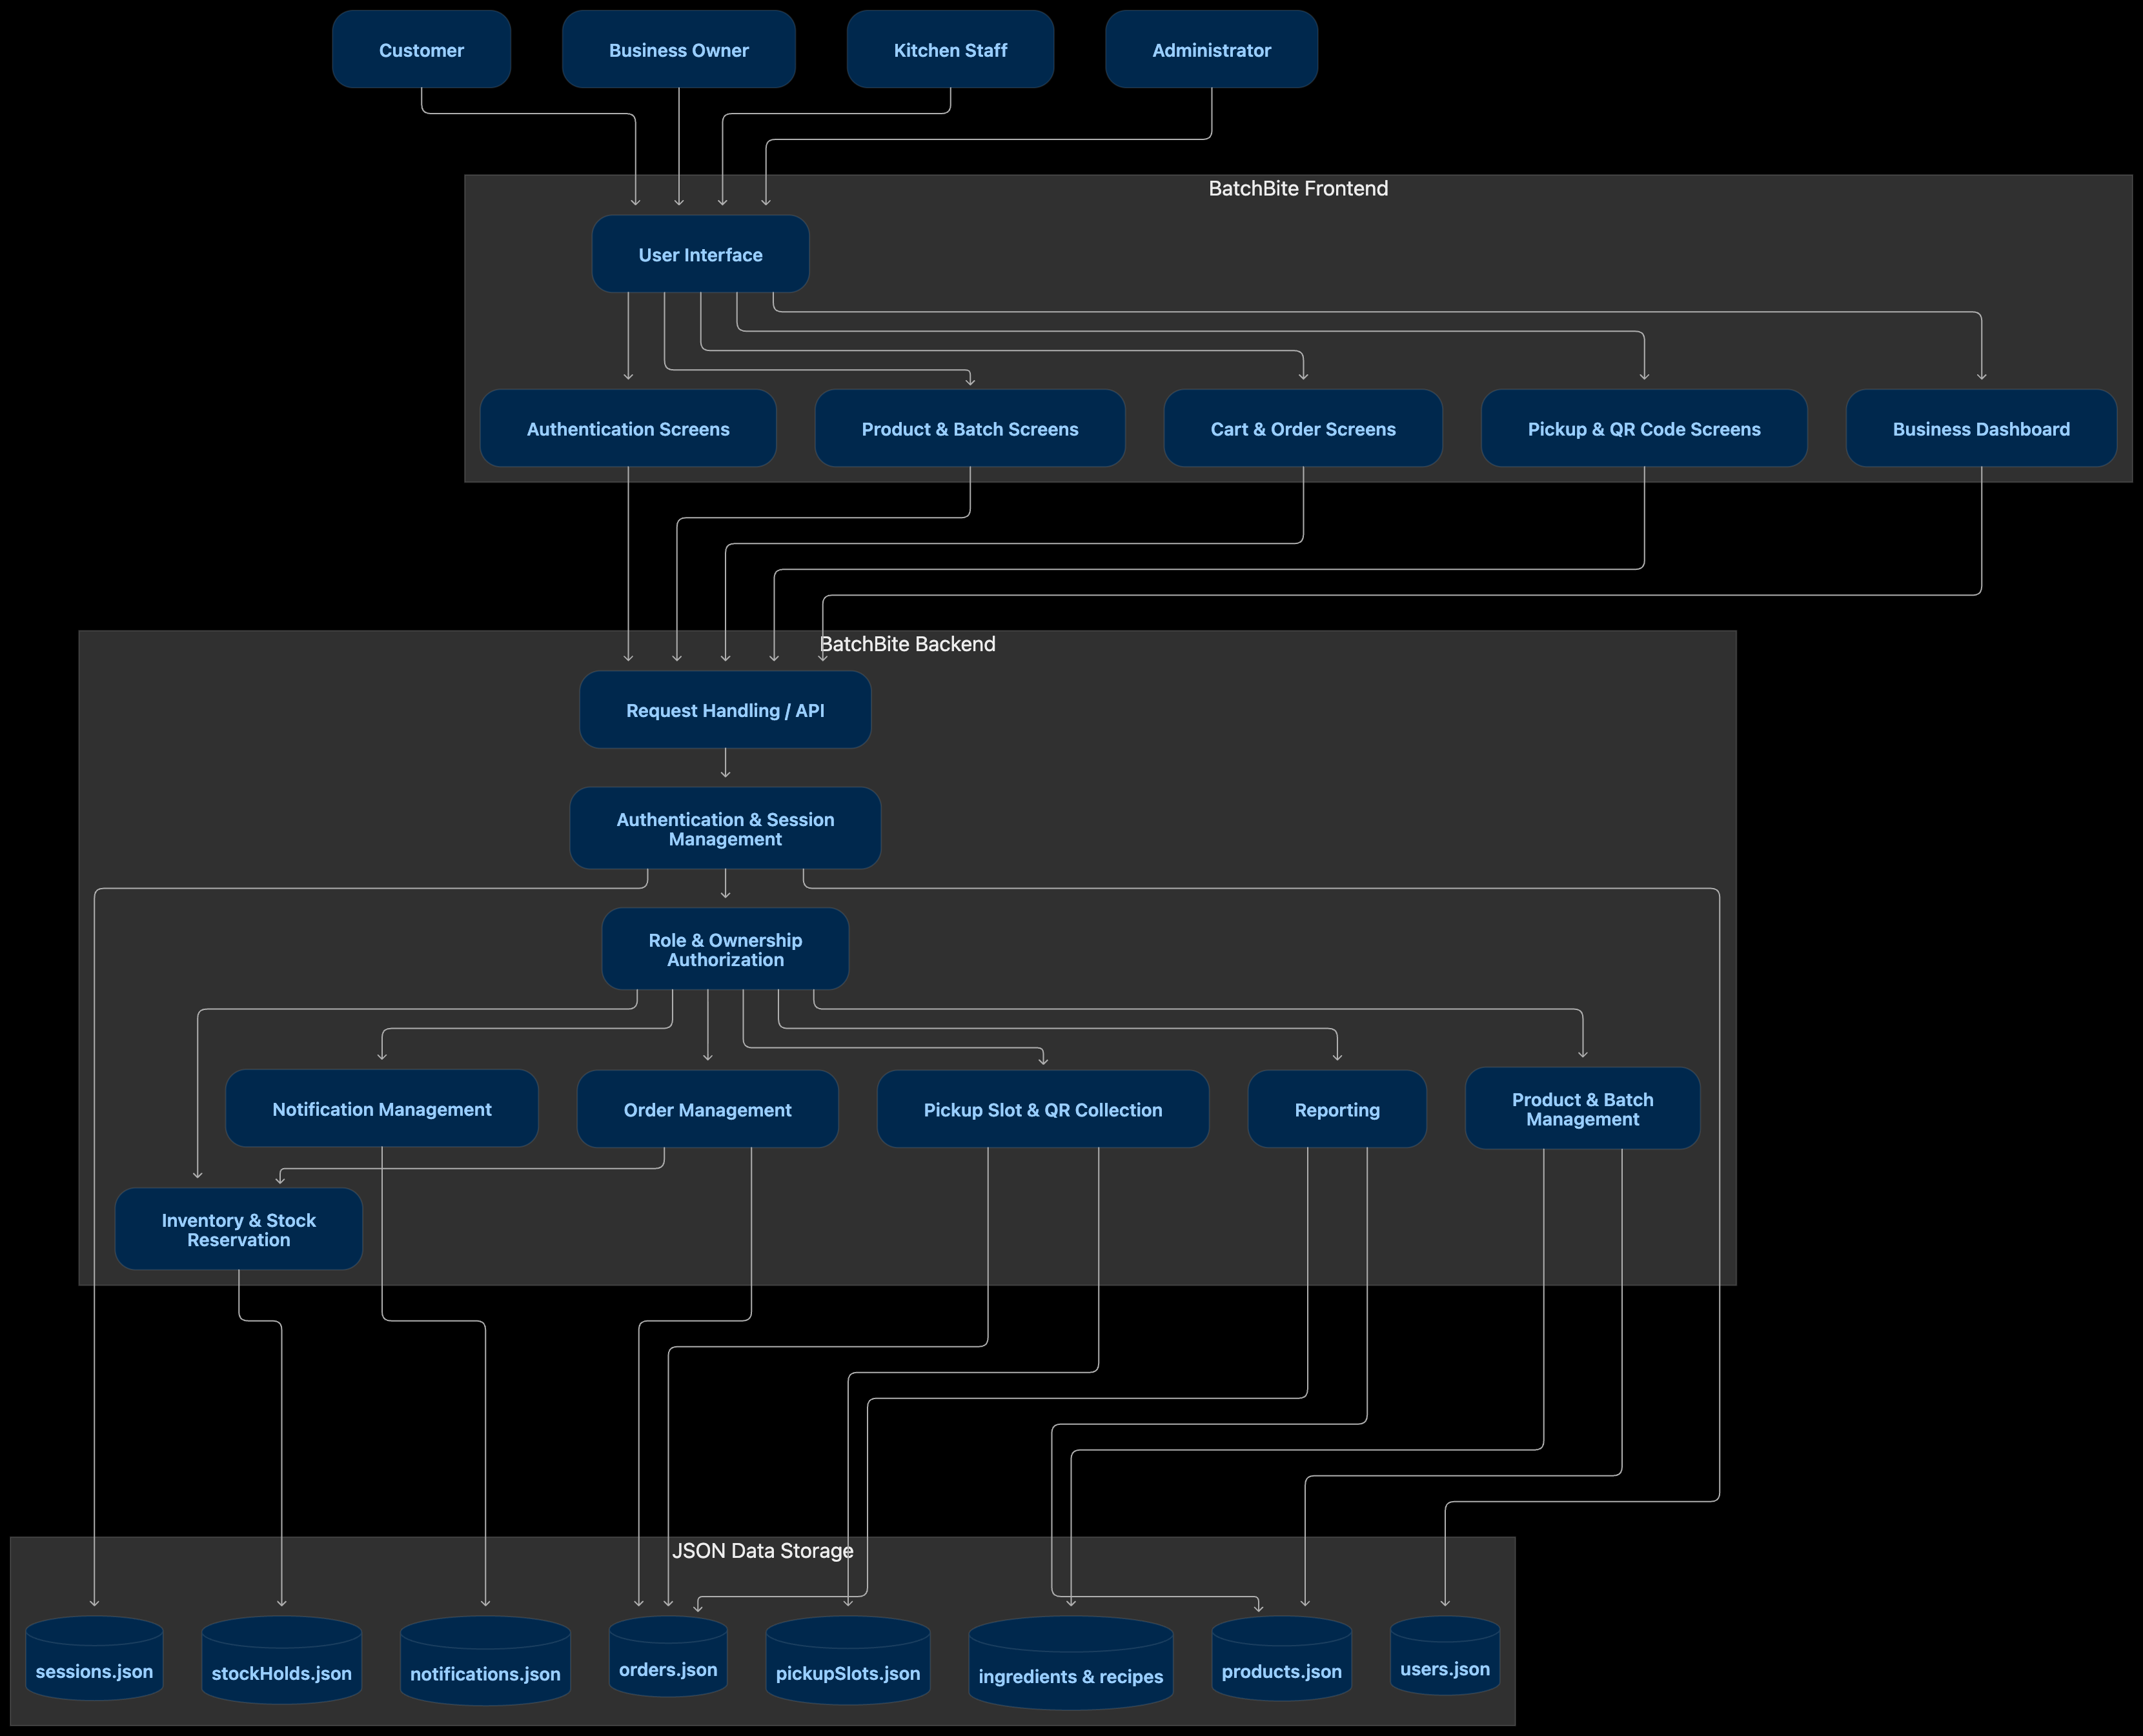 Customer
Business Owner
Kitchen Staff
Administrator
BatchBite Frontend
User Interface
Authentication Screens
Product & Batch Screens
Cart & Order Screens
Pickup & QR Code Screens
Business Dashboard
BatchBite Backend
Request Handling / API
Authentication & Session
Management
Role & Ownership
Authorization
Notification Management
Order Management
Pickup Slot & QR Collection
Reporting
Product & Batch
Management
Inventory & Stock
Reservation
JSON Data Storage
sessions.json
stockHolds.json
notifications.json
orders.json
pickupSlots.json
ingredients & recipes
products.json
users.json